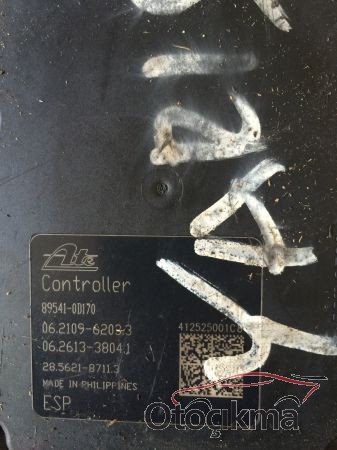 Ate
Controller
89541-0D170
06.2109-6203.3
06.2613-3804.1
412525001C8
28.5621-8711.3
MADE IN PHILIPPINES
ESP
Otoçıkma